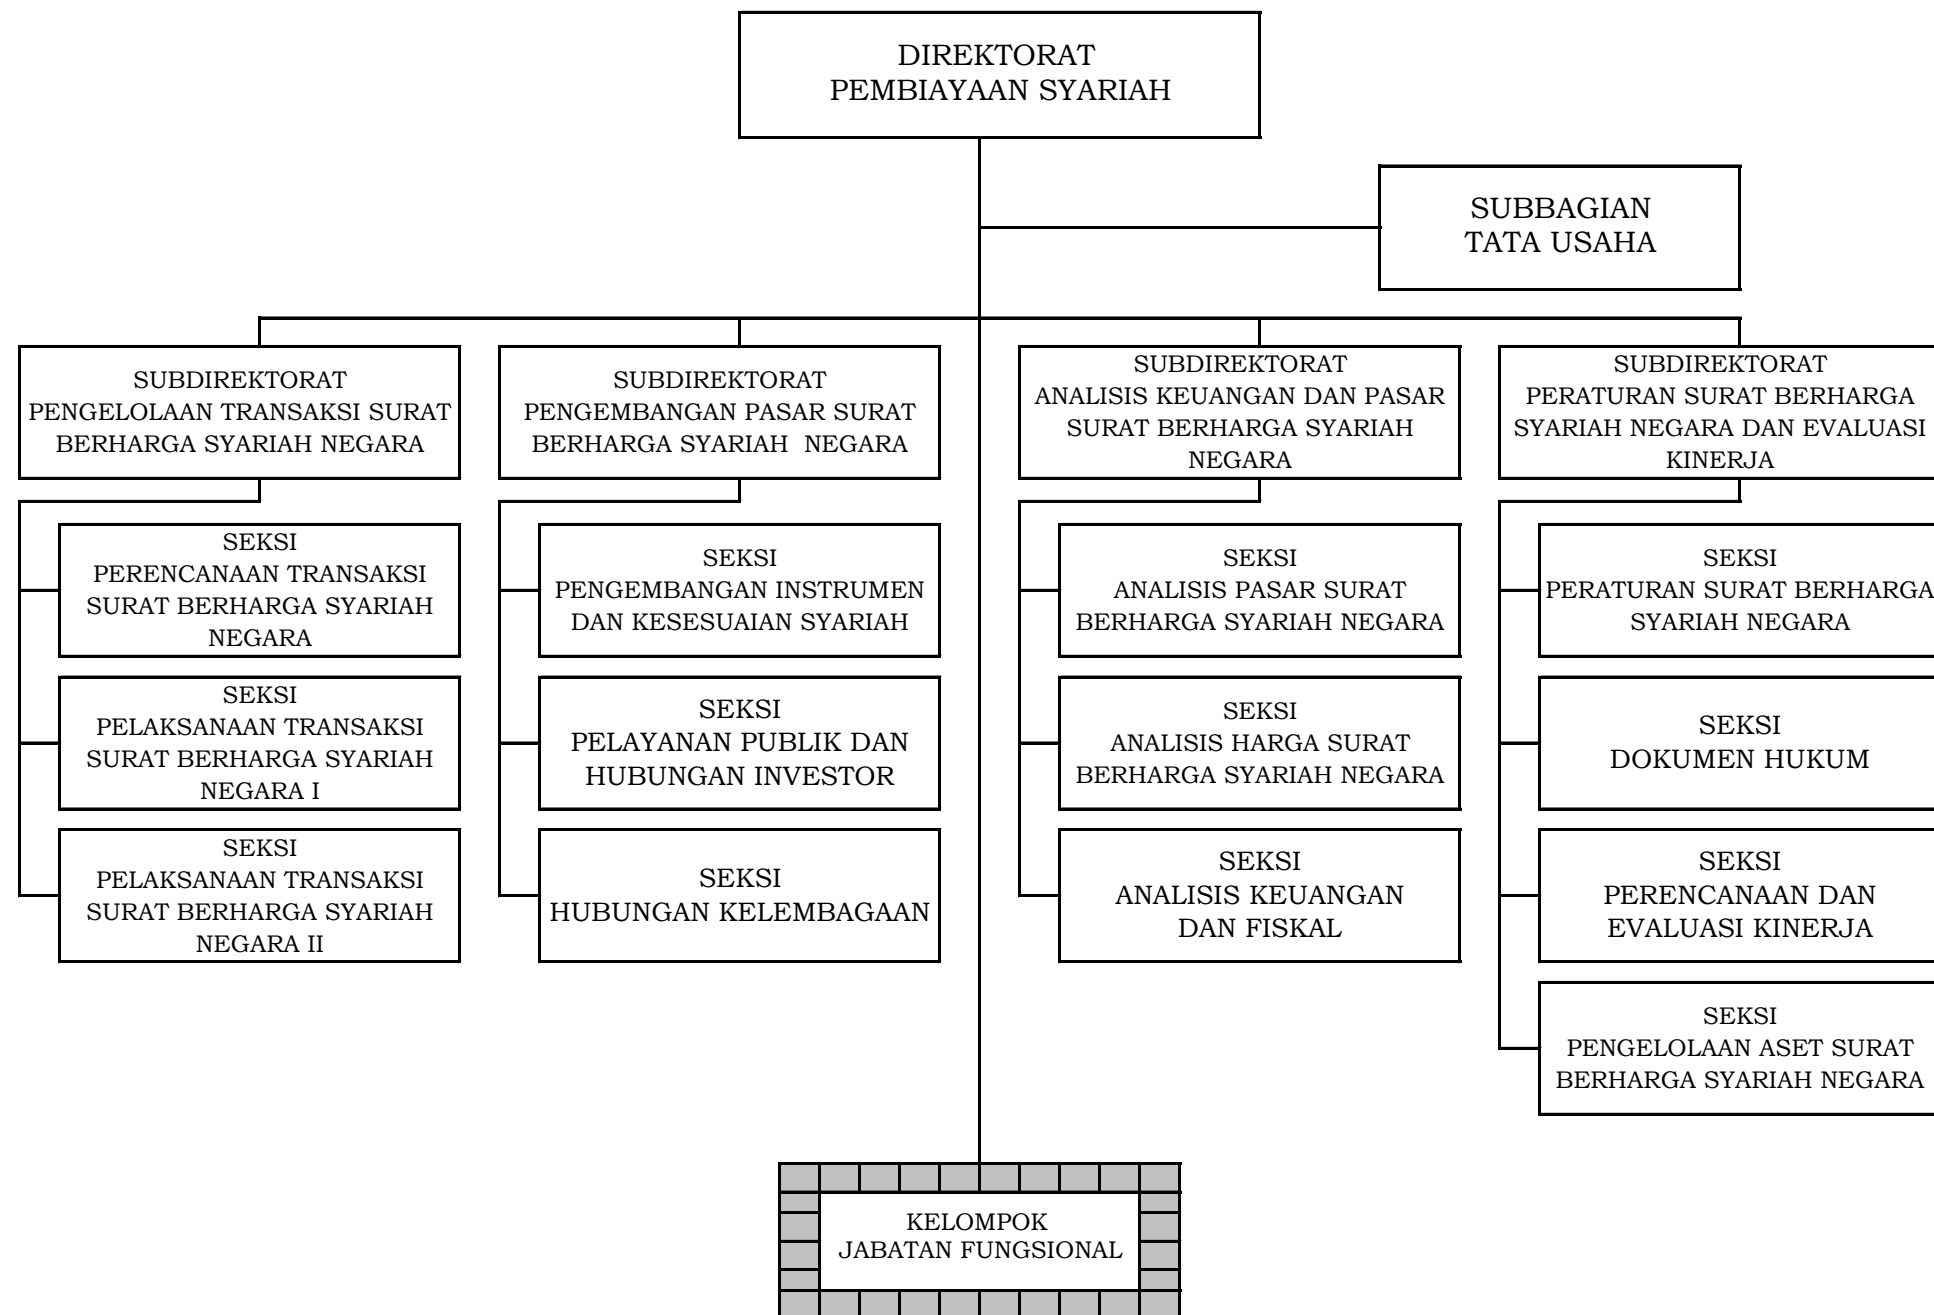 DIREKTORAT
PEMBIAYAAN SYARIAH
SUBBAGIAN
TATA USAHA
SUBDIREKTORAT
PENGELOLAAN TRANSAKSI SURAT
BERHARGA SYARIAH NEGARA
SUBDIREKTORAT
PENGEMBANGAN PASAR SURAT
BERHARGA SYARIAH NEGARA
SUBDIREKTORAT
ANALISIS KEUANGAN DAN PASAR
SURAT BERHARGA SYARIAH
NEGARA
SUBDIREKTORAT
PERATURAN SURAT BERHARGA
SYARIAH NEGARA DAN EVALUASI
KINERJA
SEKSI
PERENCANAAN TRANSAKSI
SURAT BERHARGA SYARIAH
NEGARA
SEKSI
PENGEMBANGAN INSTRUMEN
DAN KESESUAIAN SYARIAH
SEKSI
ANALISIS PASAR SURAT
BERHARGA SYARIAH NEGARA
SEKSI
PERATURAN SURAT BERHARGA
SYARIAH NEGARA
SEKSI
PELAKSANAAN TRANSAKSI
SURAT BERHARGA SYARIAH
NEGARA I
SEKSI
PELAYANAN PUBLIK DAN
HUBUNGAN INVESTOR
SEKSI
ANALISIS HARGA SURAT
BERHARGA SYARIAH NEGARA
SEKSI
DOKUMEN HUKUM
SEKSI
PELAKSANAAN TRANSAKSI
SURAT BERHARGA SYARIAH
NEGARA II
SEKSI
HUBUNGAN KELEMBAGAAN
SEKSI
ANALISIS KEUANGAN
DAN FISKAL
SEKSI
PERENCANAAN DAN
EVALUASI KINERJA
SEKSI
PENGELOLAAN ASET SURAT
BERHARGA SYARIAH NEGARA
KELOMPOK
JABATAN FUNGSIONAL